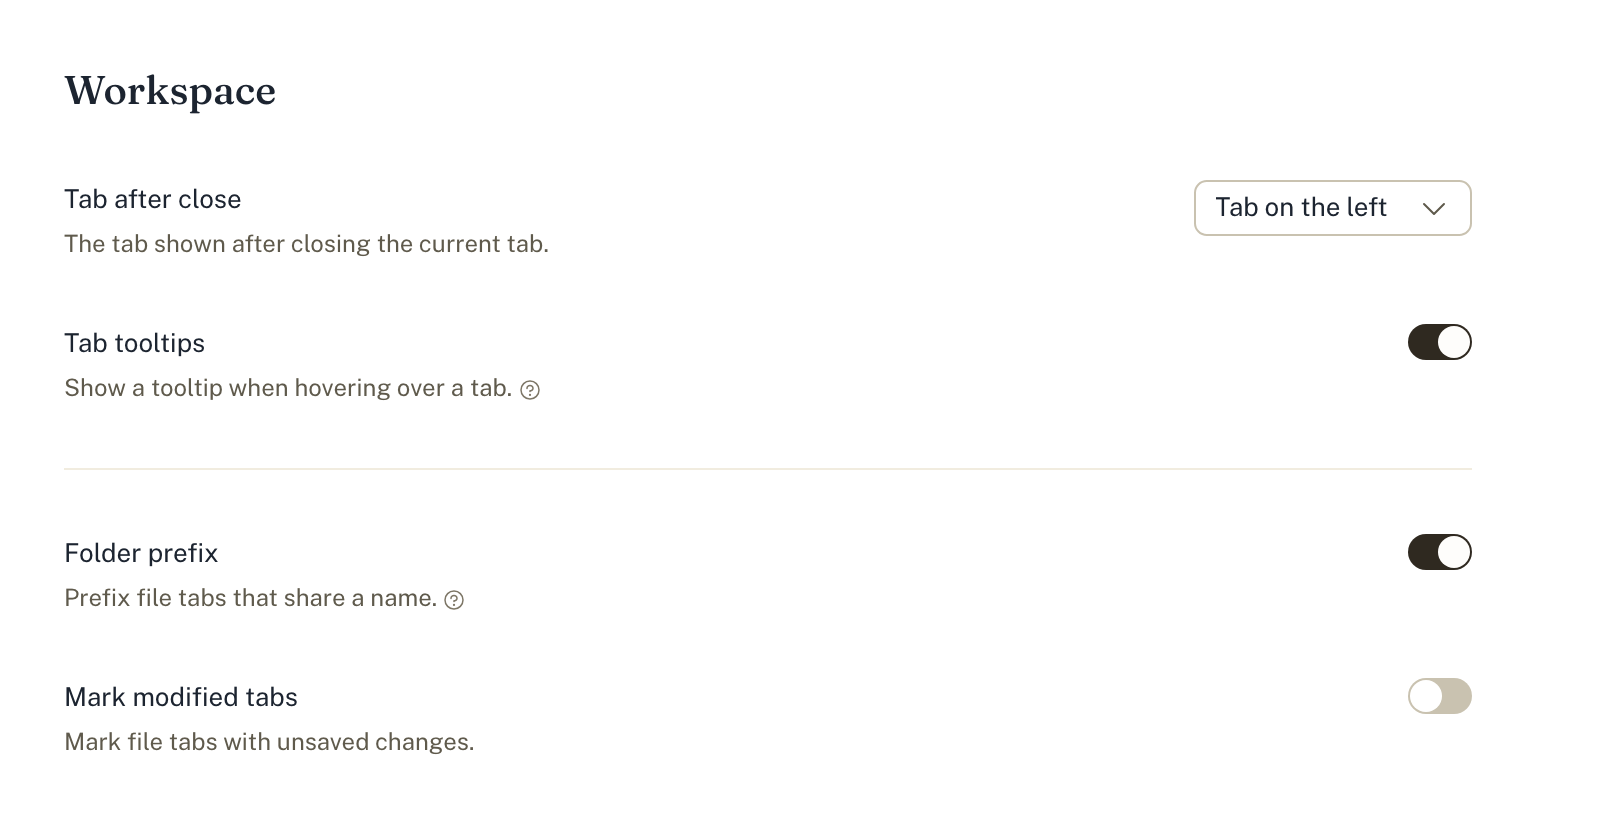 Workspace
Tab after close
Tab on the left
The tab shown after closing the current tab.
Tab tooltips
Show a tooltip when hovering over a tab.
Folder prefix
Prefix file tabs that share a name.
Mark modified tabs
Mark file tabs with unsaved changes.